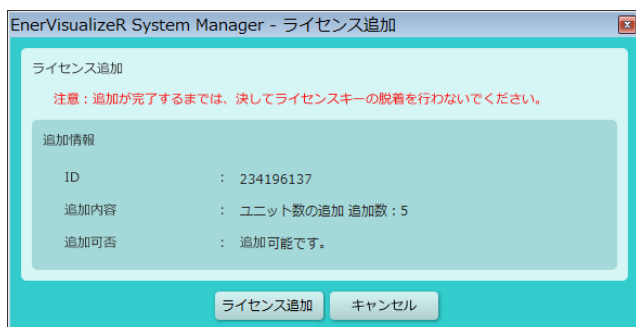 EnerVisualizeR System Manager - ライセンス追加
ライセンス追加
注意：追加が完了するまでは、決してライセンスキーの脱着を行わないでください。
追加情報
ID : 234196137
追加内容 : ユニット数の追加 追加数：5
追加可否 : 追加可能です。
ライセンス追加 キャンセル